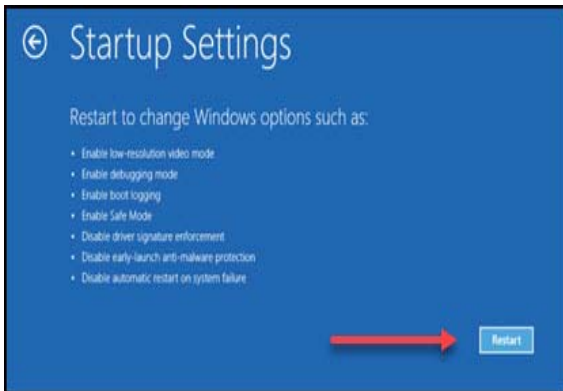 Startup Settings
Restart to change Windows options such as:
• Enable low-resolution video mode
• Enable debugging mode
• Enable boot logging
• Enable Safe Mode
• Disable driver signature enforcement
• Disable early-launch anti-malware protection
• Disable automatic restart on system failure
Restart